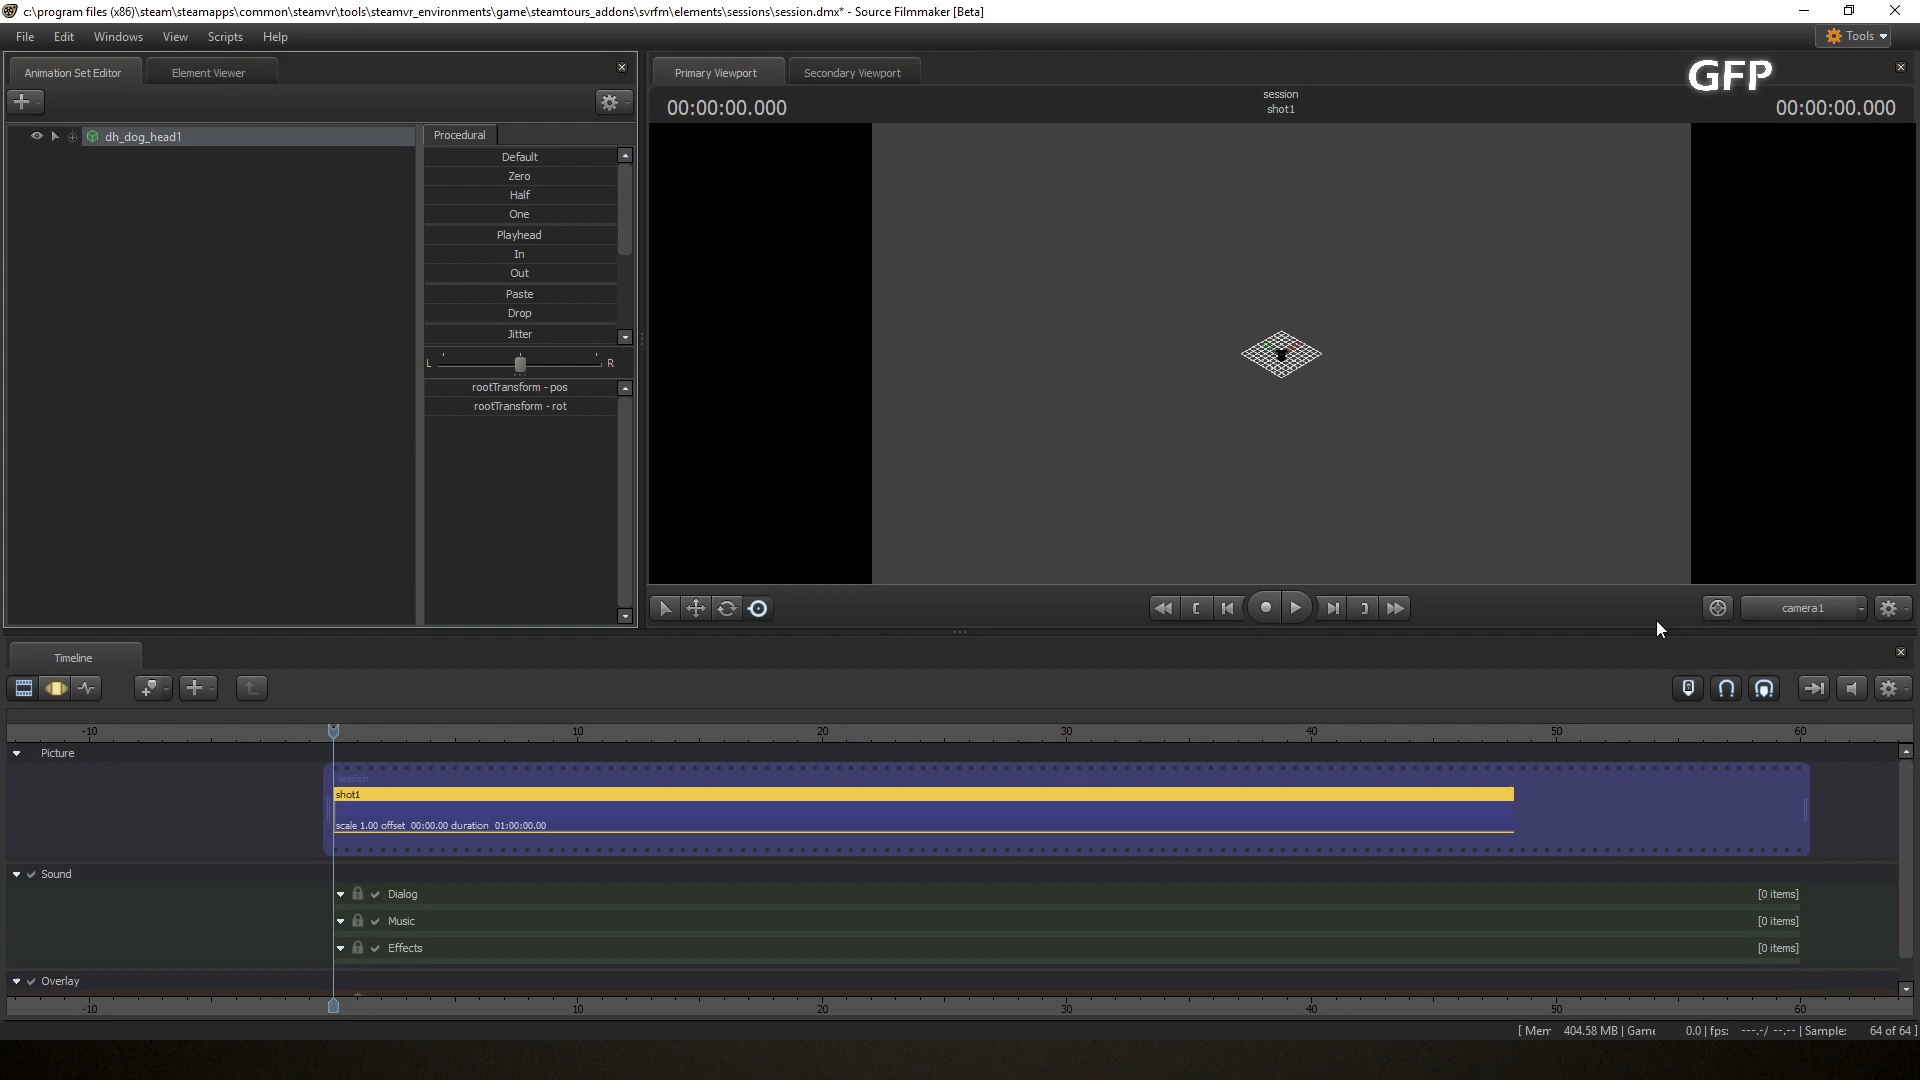 c:\program files (x86)\steam\steamapps\common\steamvr\tools\steamvr_environments\game\steamtours_addons\svrfm\elements\sessions\session.dmx* - Source Filmmaker [Beta]
File Edit Windows View Scripts Help
Tools
Animation Set Editor
Element Viewer
Primary Viewport
Secondary Viewport
GFP
00:00:00.000
session
shot1
00:00:00.000
dh_dog_head1
Procedural
Default
Zero
Half
One
Playhead
In
Out
Paste
Drop
Jitter
L R
rootTransform - pos
rootTransform - rot
camera1
Timeline
-10 10 20 30 40 50 60
Picture
session
shot1
scale 1.00 offset 00:00.00 duration 01:00:00.00
Sound
Dialog [0 items]
Music [0 items]
Effects [0 items]
Overlay
-10 10 20 30 40 50 60
[ Mem 404.58 MB | Game 0.0 | fps: ---.-/ --.-- | Sample: 64 of 64 ]